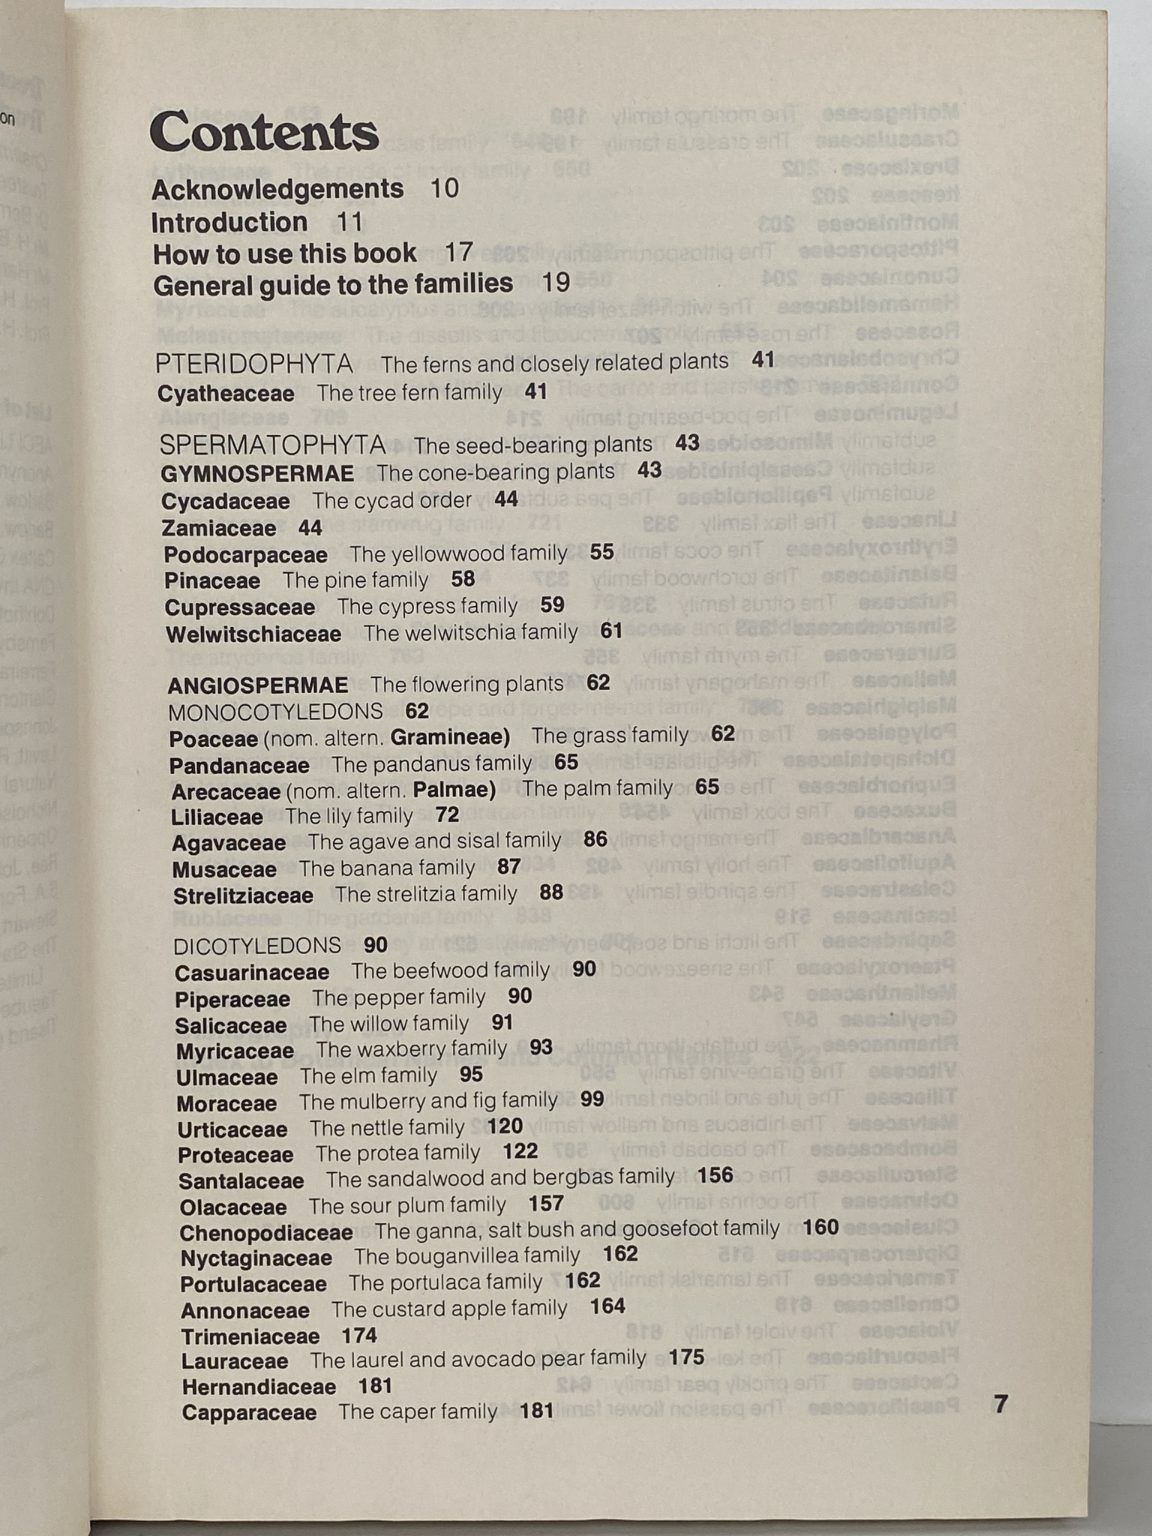 Contents
Acknowledgements 10
Introduction 11
How to use this book 17
General guide to the families 19
PTERIDOPHYTA The ferns and closely related plants 41
Cyatheaceae The tree fern family 41
SPERMATOPHYTA The seed-bearing plants 43
GYMNOSPERMAE The cone-bearing plants 43
Cycadaceae The cycad order 44
Zamiaceae 44
Podocarpaceae The yellowwood family 55
Pinaceae The pine family 58
Cupressaceae The cypress family 59
Welwitschiaceae The welwitschia family 61
ANGIOSPERMAE The flowering plants 62
MONOCOTYLEDONS 62
Poaceae (nom. altern. Gramineae) The grass family 62
Pandanaceae The pandanus family 65
Arecaceae (nom. altern. Palmae) The palm family 65
Liliaceae The lily family 72
Agavaceae The agave and sisal family 86
Musaceae The banana family 87
Strelitziaceae The strelitzia family 88
DICOTYLEDONS 90
Casuarinaceae The beefwood family 90
Piperaceae The pepper family 90
Salicaceae The willow family 91
Myricaceae The waxberry family 93
Ulmaceae The elm family 95
Moraceae The mulberry and fig family 99
Urticaceae The nettle family 120
Proteaceae The protea family 122
Santalaceae The sandalwood and bergbas family 156
Olacaceae The sour plum family 157
Chenopodiaceae The ganna, salt bush and goosefoot family 160
Nyctaginaceae The bouganvillea family 162
Portulacaceae The portulaca family 162
Annonaceae The custard apple family 164
Trimeniaceae 174
Lauraceae The laurel and avocado pear family 175
Hernandiaceae 181
Capparaceae The caper family 181
7